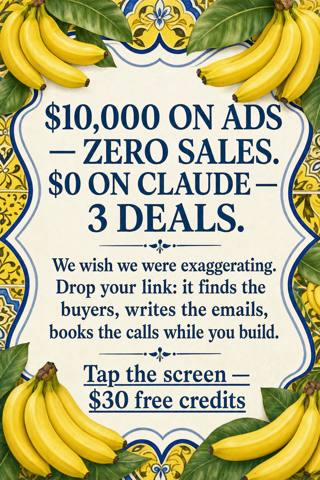 $10,000 ON ADS
— ZERO SALES.
$0 ON CLAUDE —
3 DEALS.
We wish we were exaggerating.
Drop your link: it finds the
buyers, writes the emails,
books the calls while you build.
Tap the screen —
$30 free credits